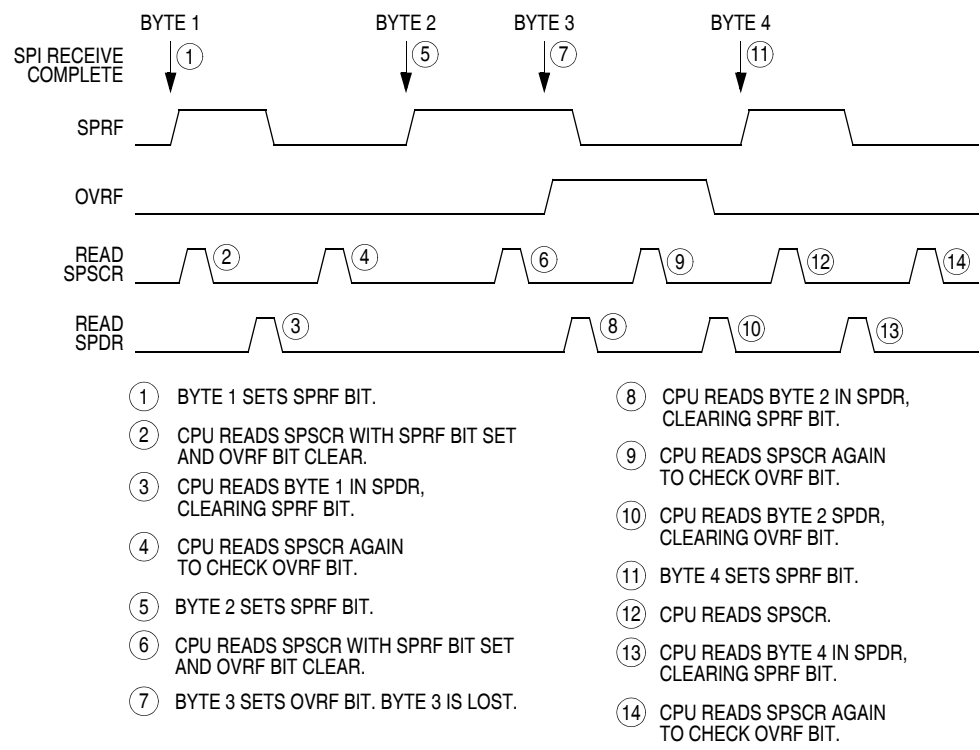 BYTE 1 BYTE 2 BYTE 3 BYTE 4
SPI RECEIVE
COMPLETE
1 5 7 11
SPRF
OVRF
READ
SPSCR
2 4 6 9 12 14
READ
SPDR
3 8 10 13
1 BYTE 1 SETS SPRF BIT.
2 CPU READS SPSCR WITH SPRF BIT SET
AND OVRF BIT CLEAR.
3 CPU READS BYTE 1 IN SPDR,
CLEARING SPRF BIT.
4 CPU READS SPSCR AGAIN
TO CHECK OVRF BIT.
5 BYTE 2 SETS SPRF BIT.
6 CPU READS SPSCR WITH SPRF BIT SET
AND OVRF BIT CLEAR.
7 BYTE 3 SETS OVRF BIT. BYTE 3 IS LOST.
8 CPU READS BYTE 2 IN SPDR,
CLEARING SPRF BIT.
9 CPU READS SPSCR AGAIN
TO CHECK OVRF BIT.
10 CPU READS BYTE 2 SPDR,
CLEARING OVRF BIT.
11 BYTE 4 SETS SPRF BIT.
12 CPU READS SPSCR.
13 CPU READS BYTE 4 IN SPDR,
CLEARING SPRF BIT.
14 CPU READS SPSCR AGAIN
TO CHECK OVRF BIT.